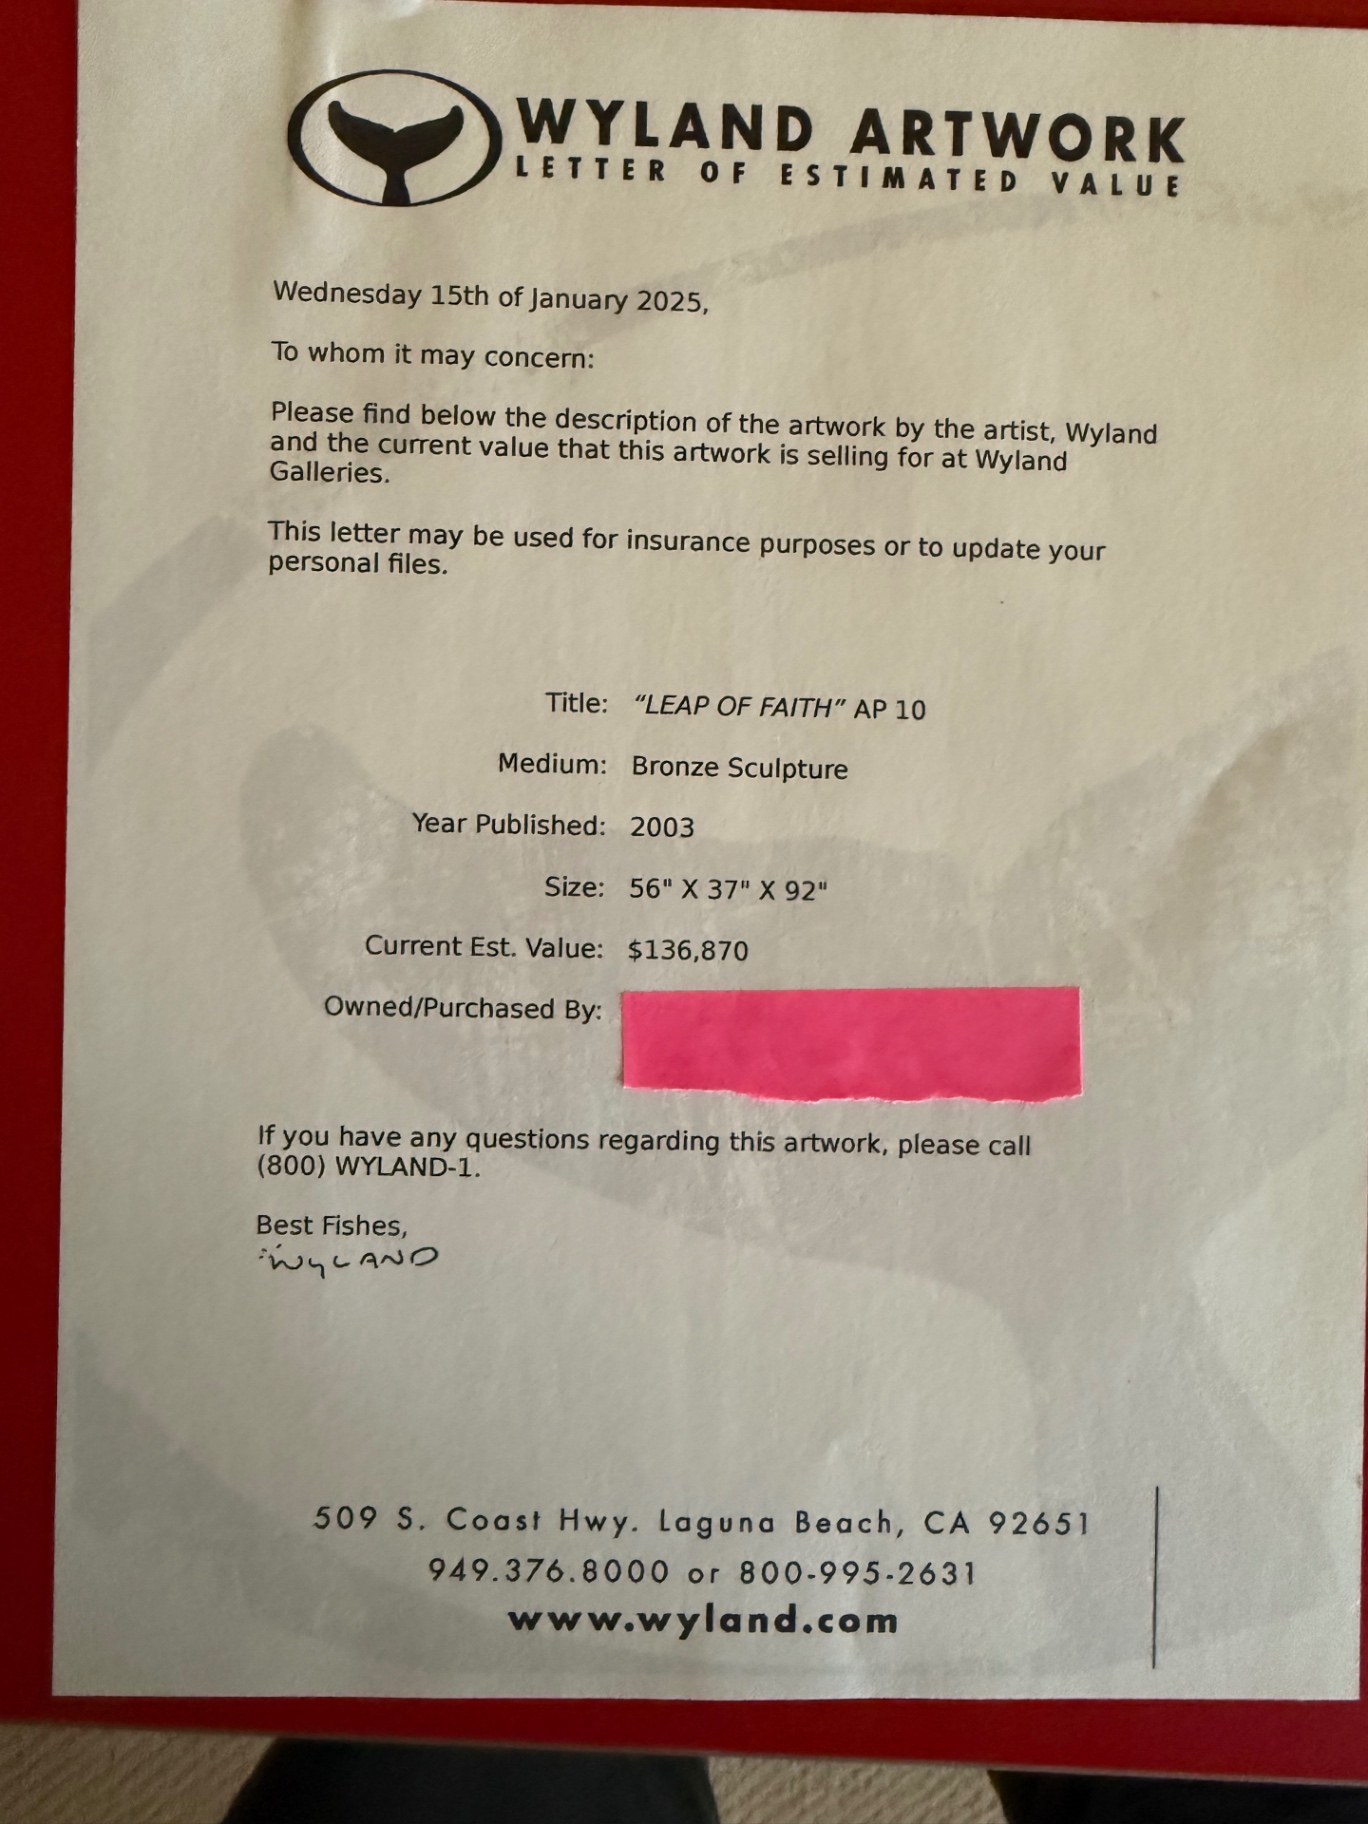 WYLAND ARTWORK
LETTER OF ESTIMATED VALUE
Wednesday 15th of January 2025,
To whom it may concern:
Please find below the description of the artwork by the artist, Wyland
and the current value that this artwork is selling for at Wyland
Galleries.
This letter may be used for insurance purposes or to update your
personal files.
Title: “LEAP OF FAITH” AP 10
Medium: Bronze Sculpture
Year Published: 2003
Size: 56" X 37" X 92"
Current Est. Value: $136,870
Owned/Purchased By:
If you have any questions regarding this artwork, please call
(800) WYLAND-1.
Best Fishes,
WYLAND
509 S. Coast Hwy. Laguna Beach, CA 92651
949.376.8000 or 800-995-2631
www.wyland.com